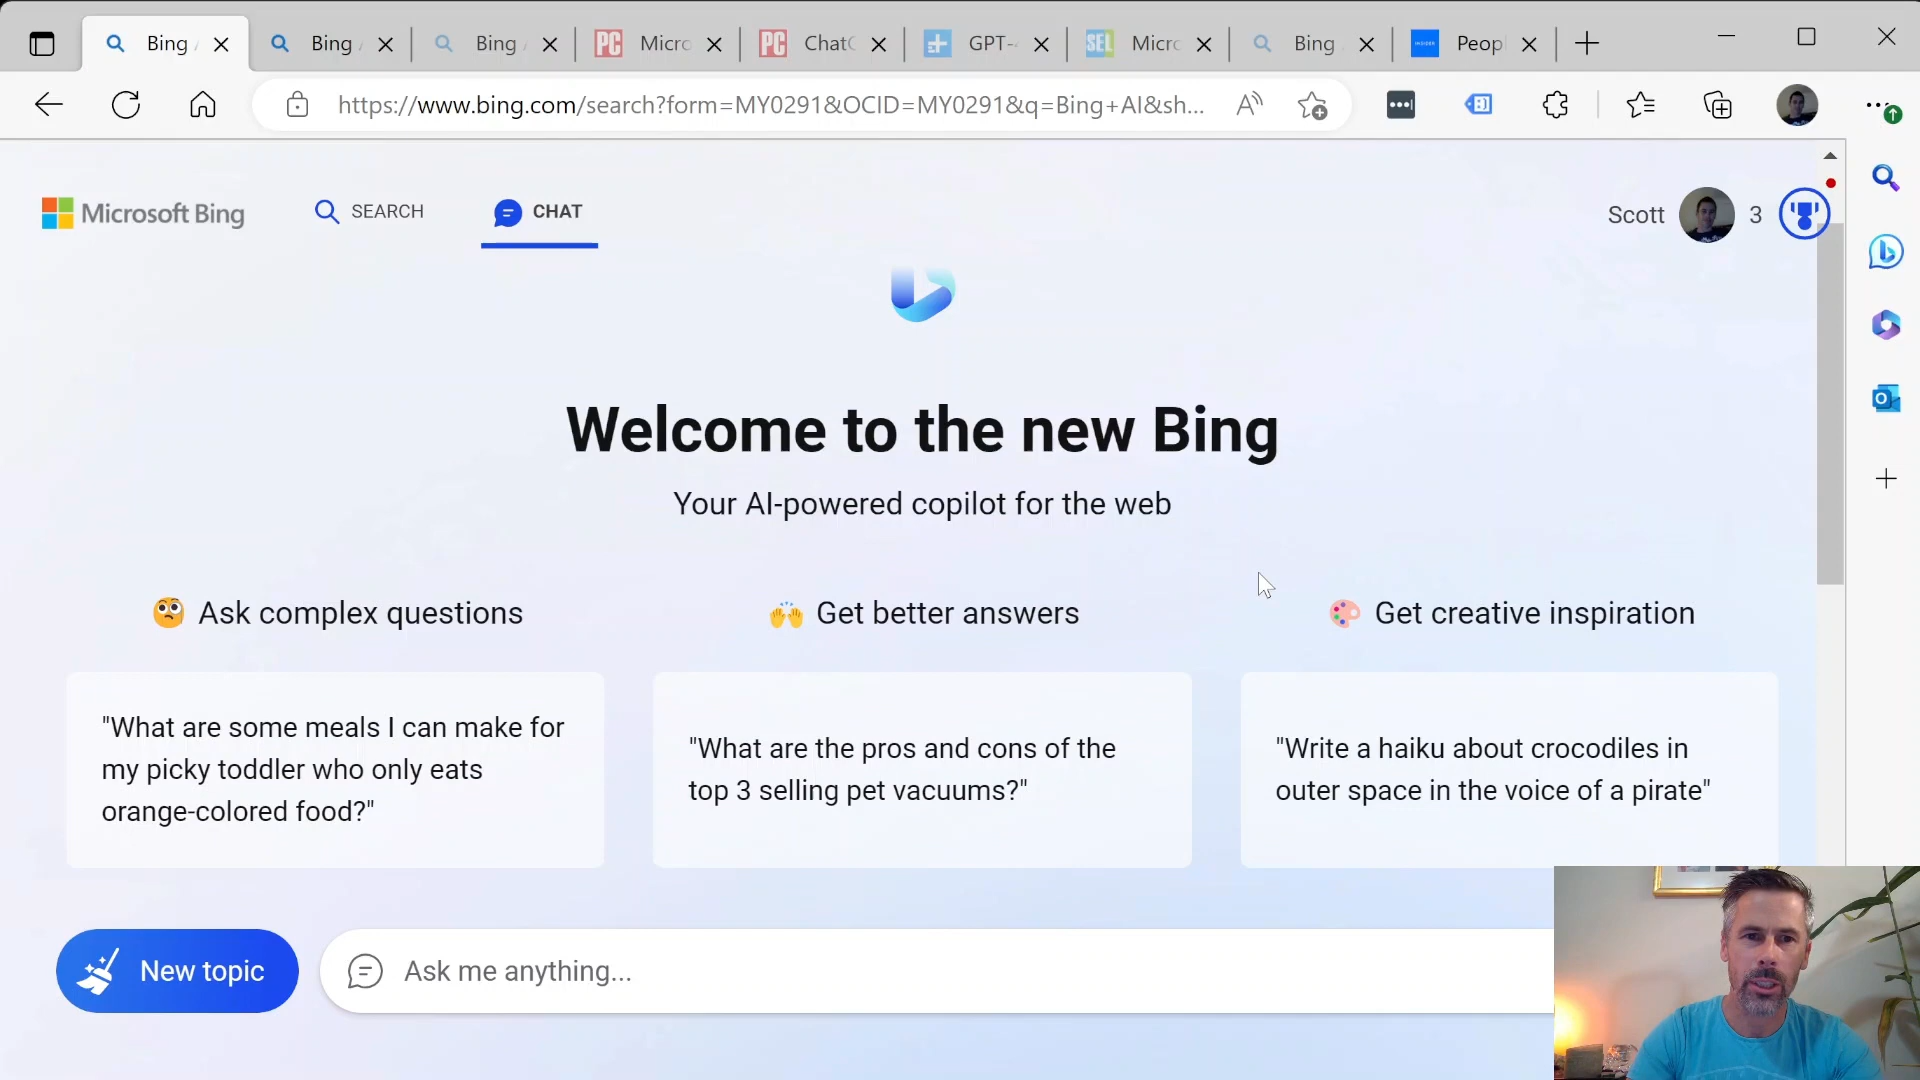 Bing
Bing
Bing
PC Micro
PC Chat
GPT-
SEL Micro
Bing
INSIDER Peop
https://www.bing.com/search?form=MY0291&OCID=MY0291&q=Bing+AI&sh...
Microsoft Bing
SEARCH
CHAT
Scott
3
Welcome to the new Bing
Your AI-powered copilot for the web
Ask complex questions
Get better answers
Get creative inspiration
"What are some meals I can make for
my picky toddler who only eats
orange-colored food?"
"What are the pros and cons of the
top 3 selling pet vacuums?"
"Write a haiku about crocodiles in
outer space in the voice of a pirate"
New topic
Ask me anything...